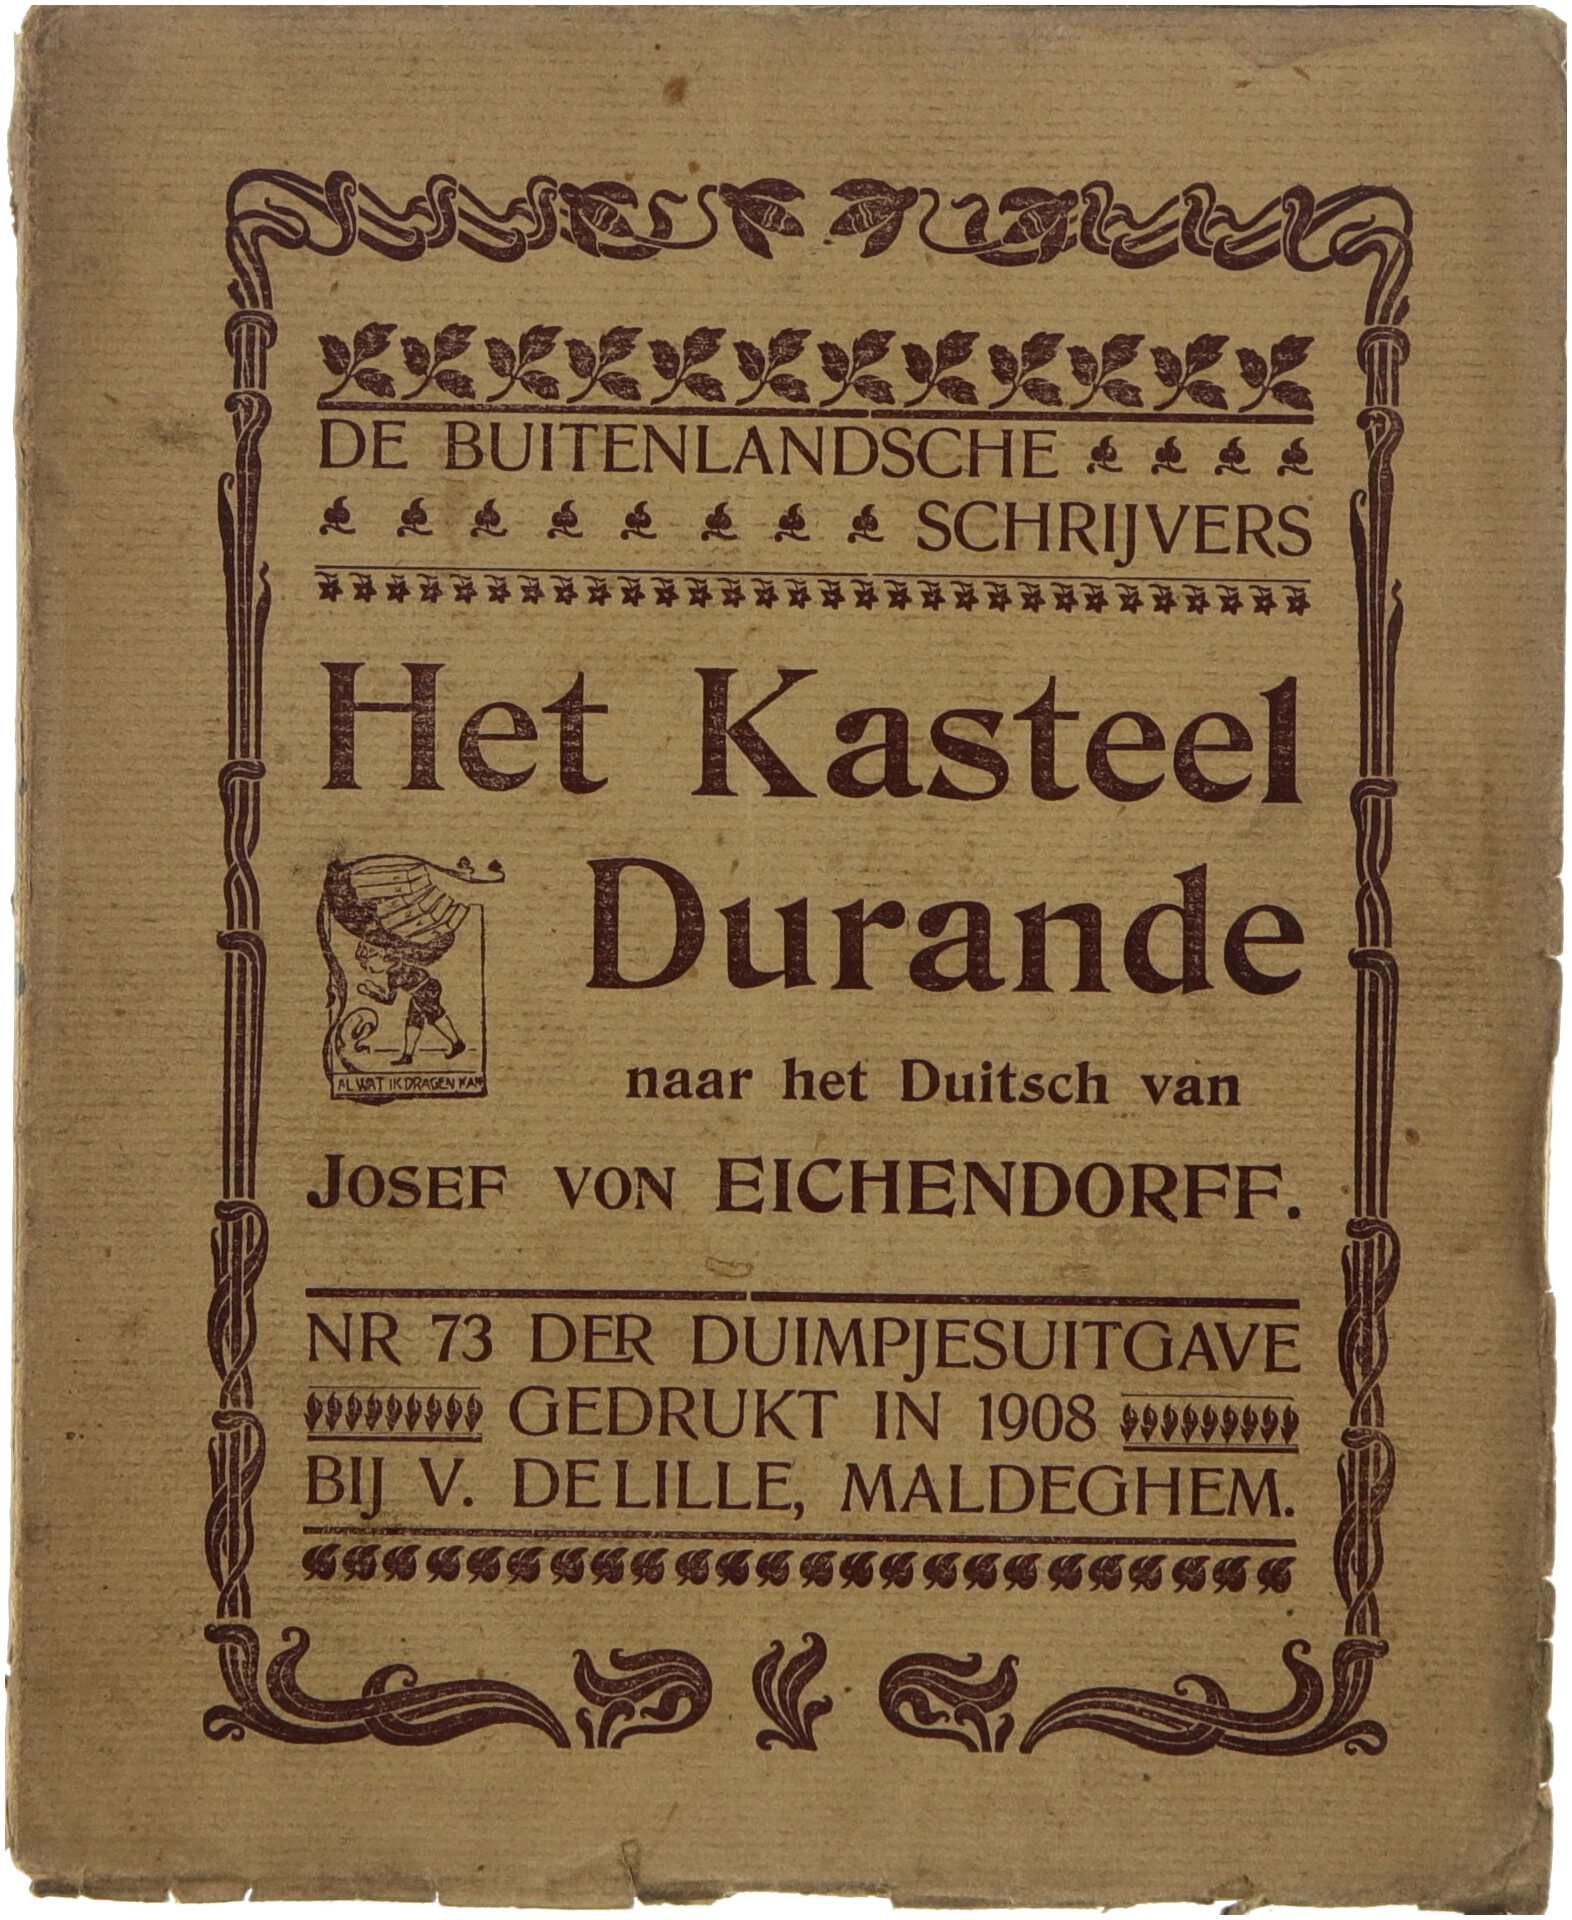 DE BUITENLANDSCHE
SCHRIJVERS
Het Kasteel
Durande
AL WAT IK DRAGEN KAN
naar het Duitsch van
JOSEF VON EICHENDORFF.
NR 73 DER DUIMPJESUITGAVE
GEDRUKT IN 1908
BIJ V. DELILLE, MALDEGHEM.